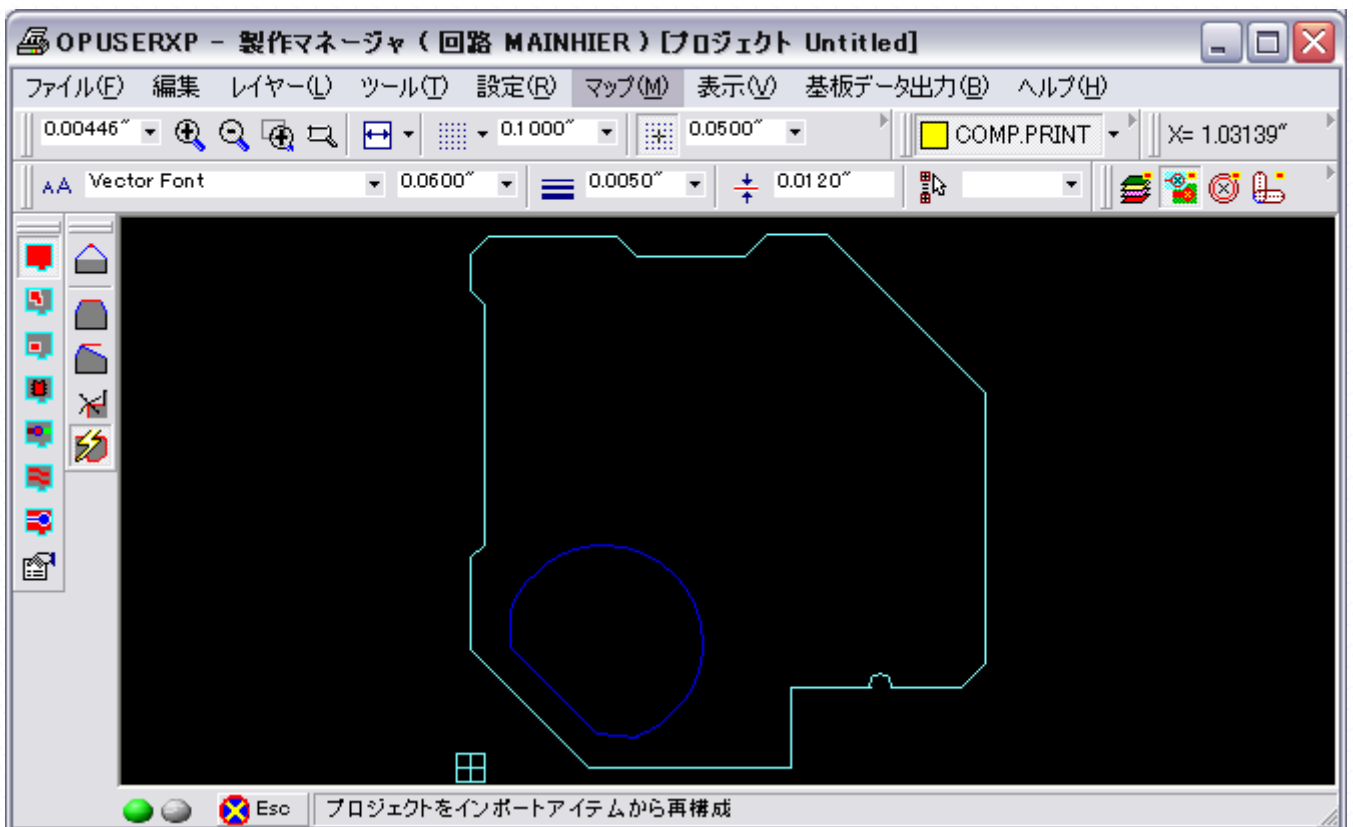 OPUSERXP - 製作マネージャ ( 回路 MAINHIER ) [プロジェクト Untitled]
ファイル(F) 編集 レイヤー(L) ツール(T) 設定(R) マップ(M) 表示(V) 基板データ出力(B) ヘルプ(H)
0.00446" 0.1000" 0.0500" COMP.PRINT X= 1.03139"
AA Vector Font 0.0600" 0.0050" 0.0120"
Esc プロジェクトをインポートアイテムから再構成